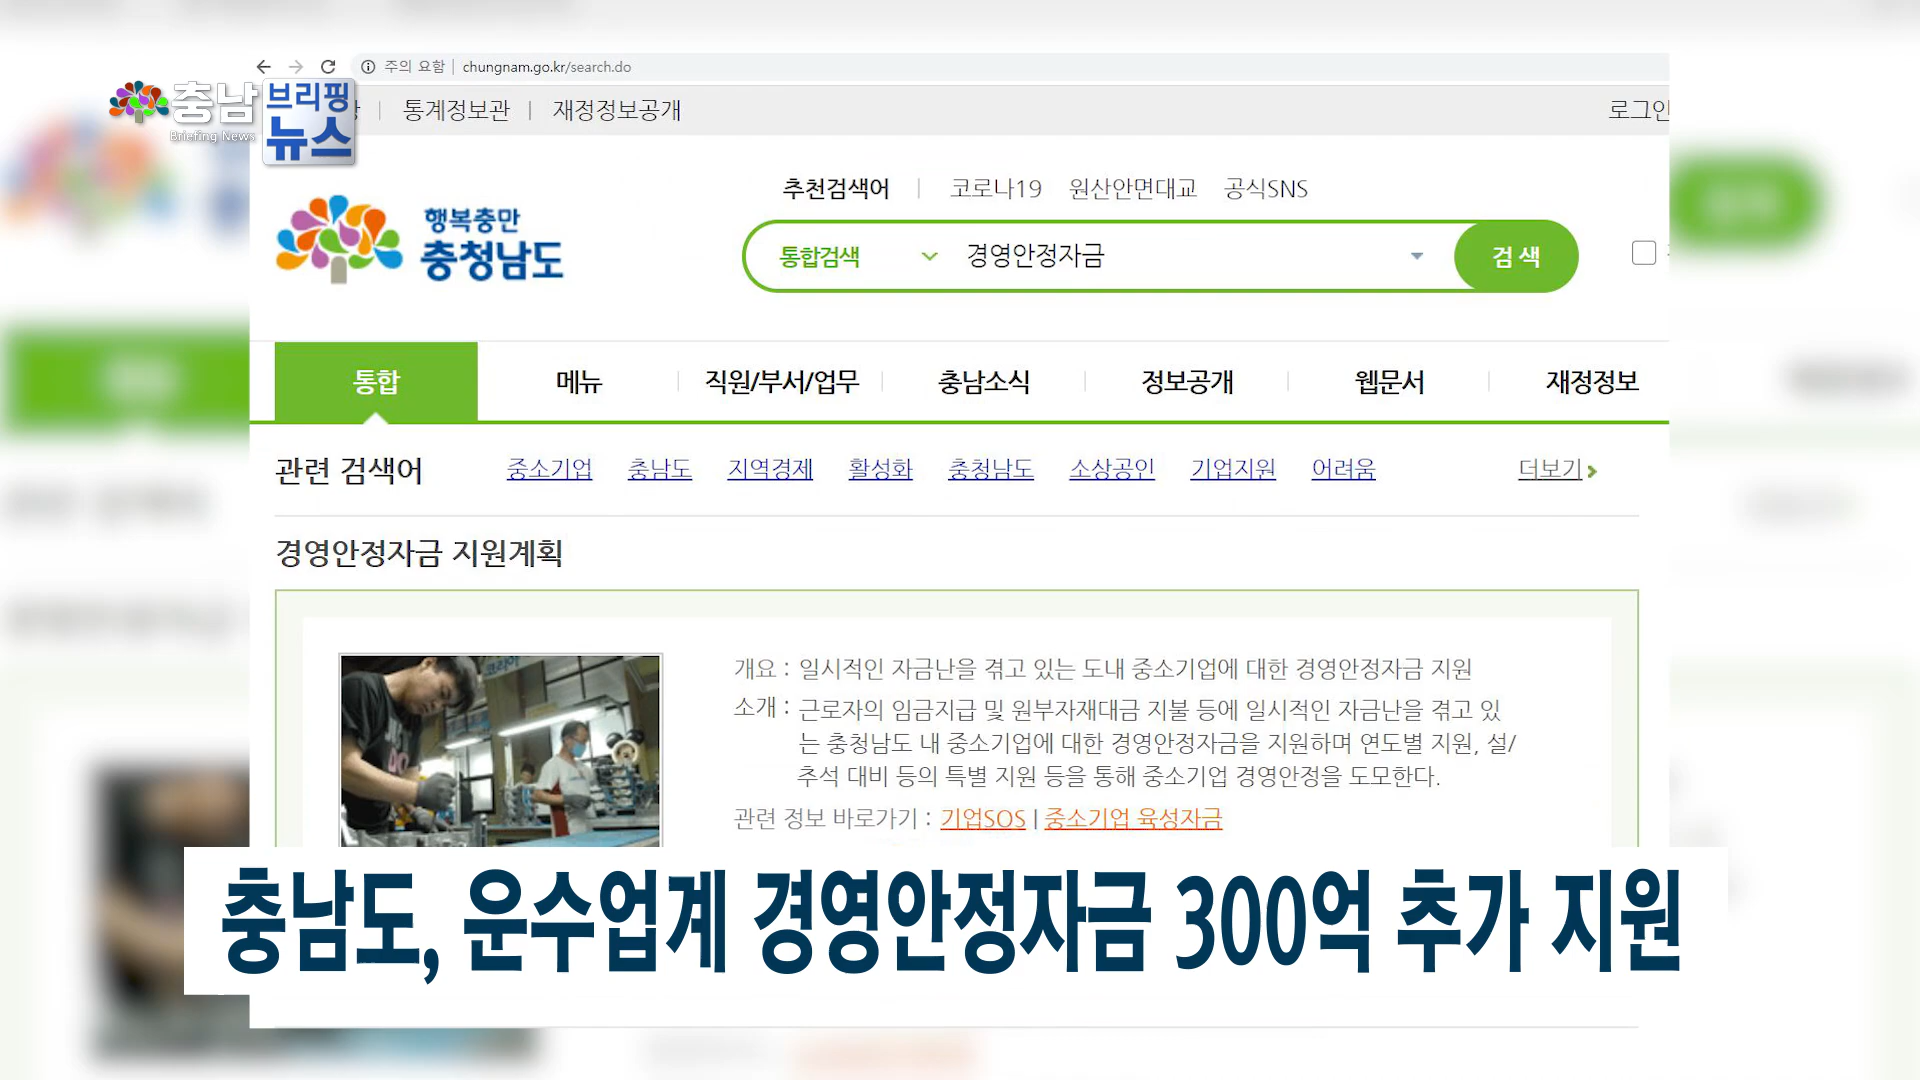 주의 요함 | chungnam.go.kr/search.do
충남 브리핑 뉴스
Briefing News
통계정보관 | 재정정보공개
로그인
추천검색어 | 코로나19 원산안면대교 공식SNS
행복충만
충청남도
통합검색 경영안정자금 검색
통합 메뉴 직원/부서/업무 충남소식 정보공개 웹문서 재정정보
관련 검색어 중소기업 충남도 지역경제 활성화 충청남도 소상공인 기업지원 어려움 더보기
경영안정자금 지원계획
개요 : 일시적인 자금난을 겪고 있는 도내 중소기업에 대한 경영안정자금 지원
소개 : 근로자의 임금지급 및 원부자재대금 지불 등에 일시적인 자금난을 겪고 있
는 충청남도 내 중소기업에 대한 경영안정자금을 지원하며 연도별 지원, 설/
추석 대비 등의 특별 지원 등을 통해 중소기업 경영안정을 도모한다.
관련 정보 바로가기 : 기업SOS | 중소기업 육성자금
충남도, 운수업계 경영안정자금 300억 추가 지원